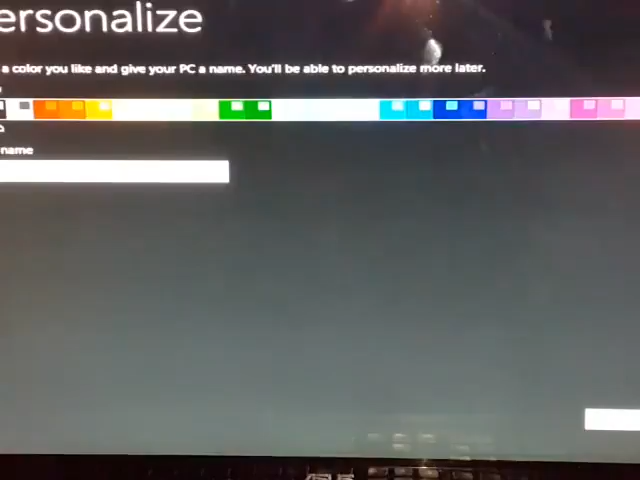 ersonalize
a color you like and give your PC a name. You'll be able to personalize more later.
name